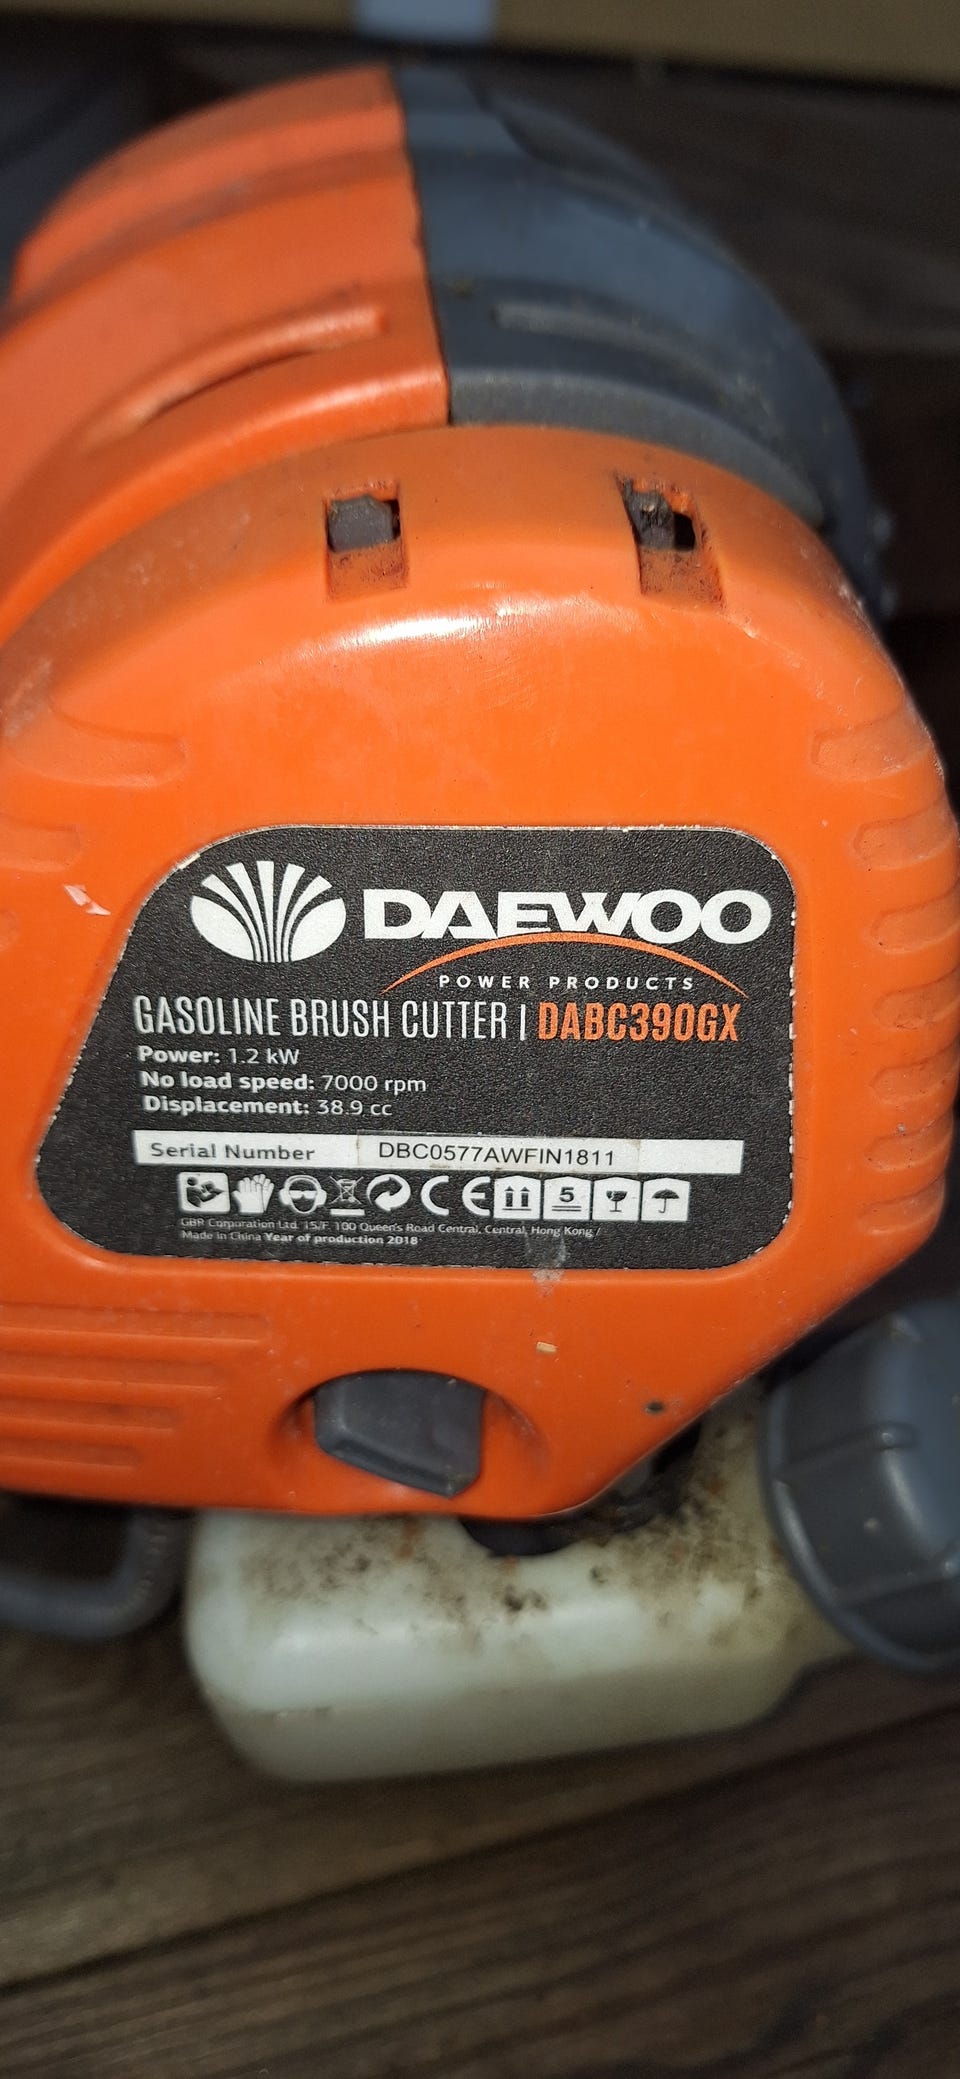 DAEWOO
POWER PRODUCTS
GASOLINE BRUSH CUTTER | DABC390GX
Power: 1.2 kW
No load speed: 7000 rpm
Displacement: 38.9 cc
Serial Number DBC0577AWFIN1811
CE 5
GBR Corporation Ltd. 15/F, 100 Queen's Road Central, Central, Hong Kong /
Made in China Year of production 2018